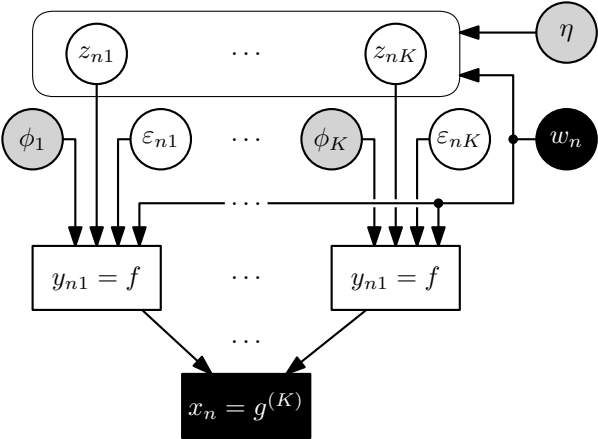 z_{n1} … z_{nK} η
ϕ_1 ε_{n1} … ϕ_K ε_{nK} w_n
…
y_{n1} = f … y_{n1} = f
…
x_n = g^{(K)}